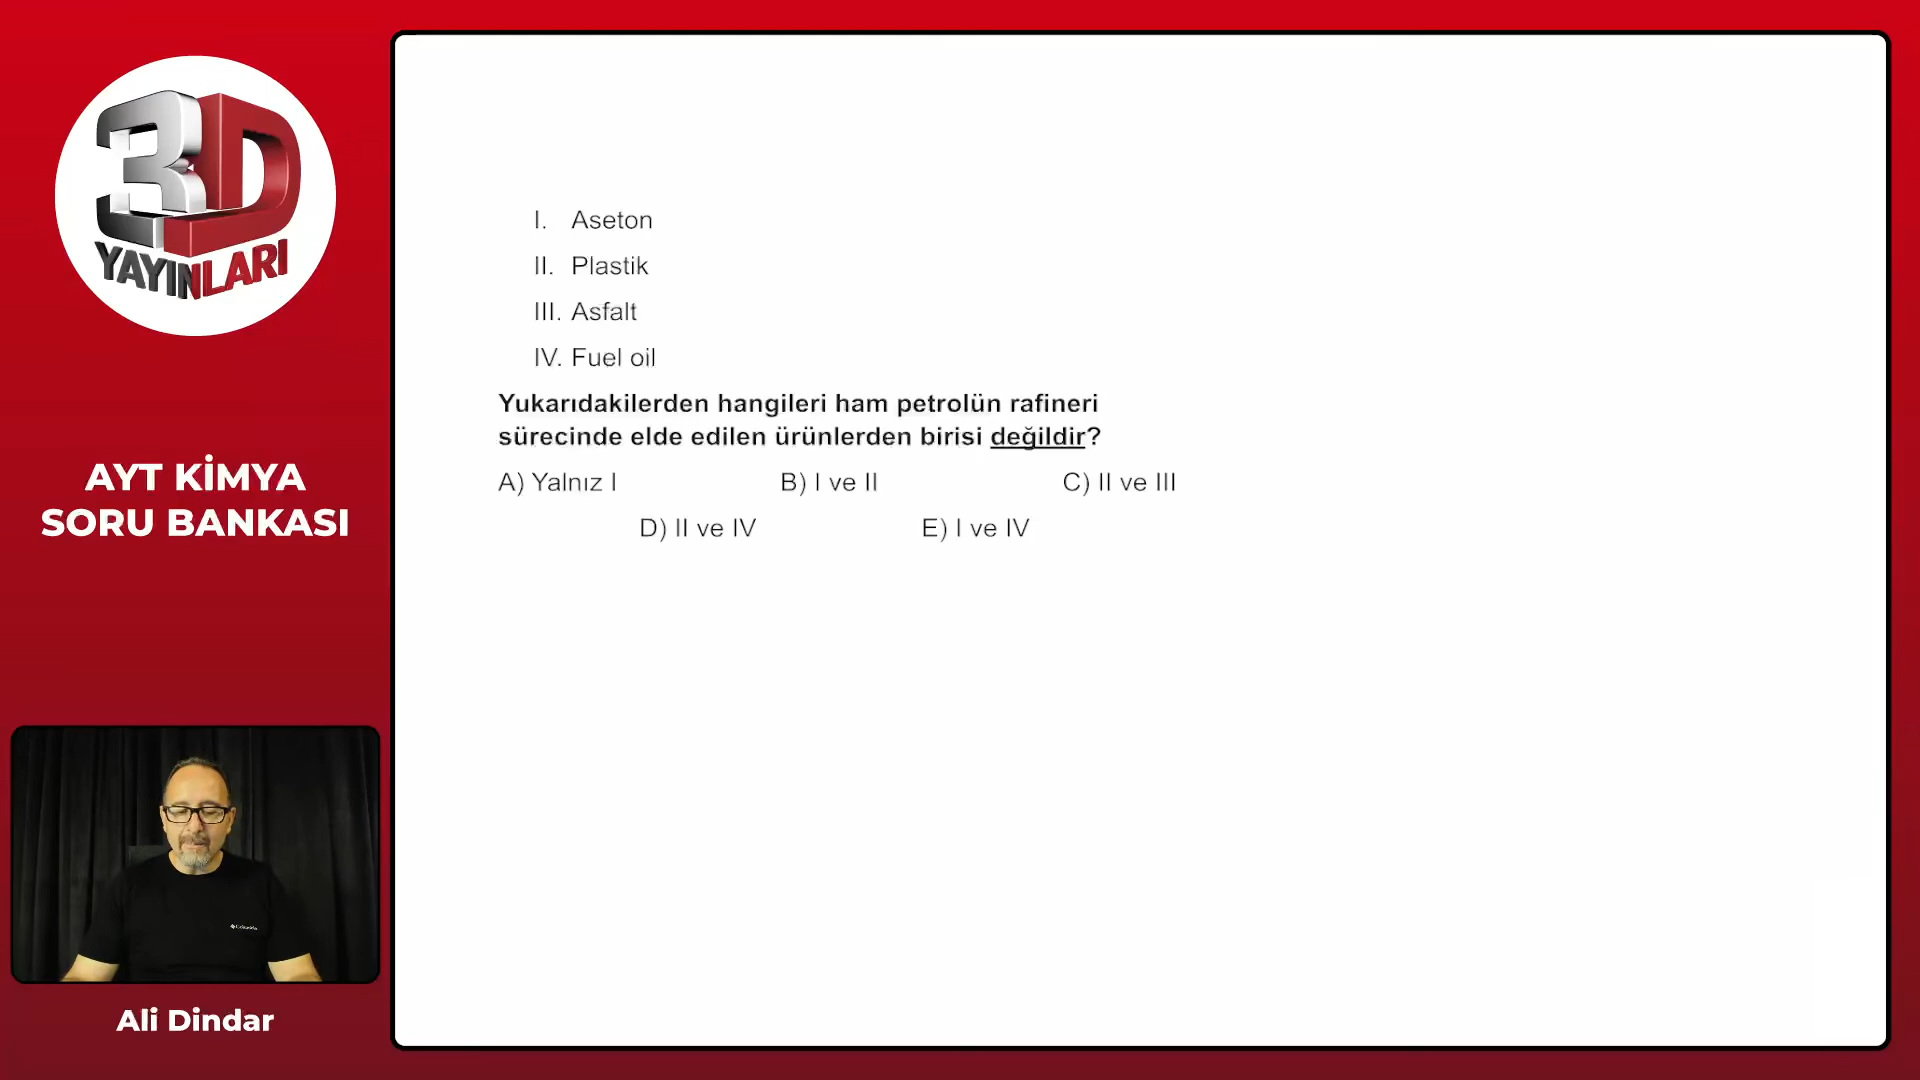 3D
YAYINLARI
AYT KİMYA
SORU BANKASI
Ali Dindar
I. Aseton
II. Plastik
III. Asfalt
IV. Fuel oil
Yukarıdakilerden hangileri ham petrolün rafineri
sürecinde elde edilen ürünlerden birisi değildir?
A) Yalnız I B) I ve II C) II ve III
D) II ve IV E) I ve IV